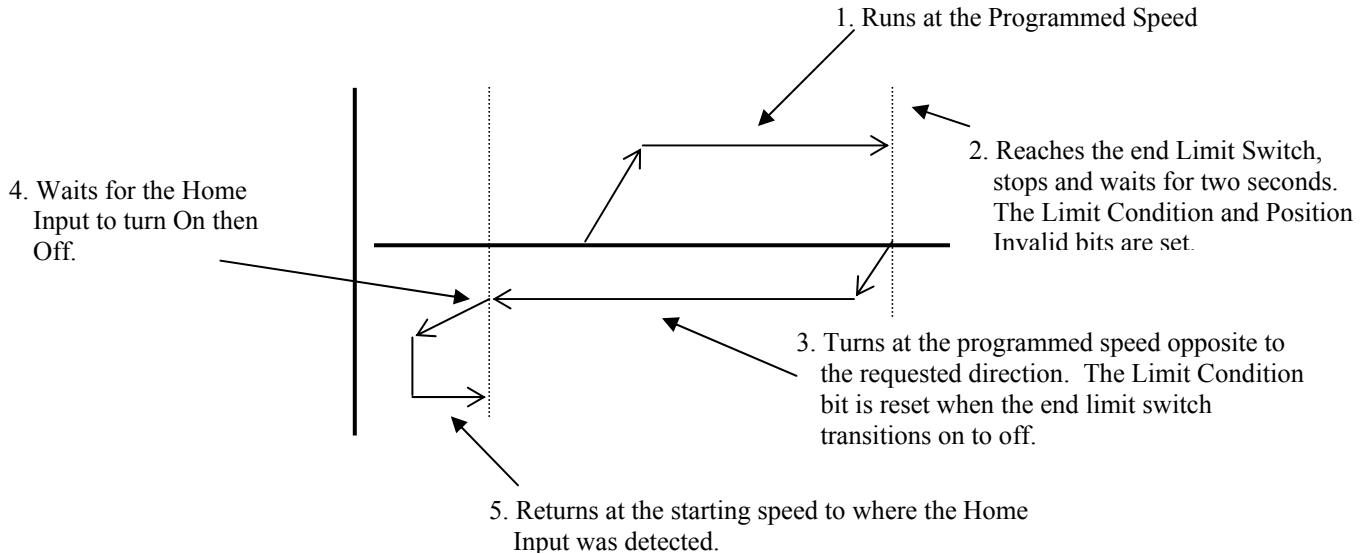 1. Runs at the Programmed Speed
2. Reaches the end Limit Switch,
stops and waits for two seconds.
The Limit Condition and Position
Invalid bits are set.
3. Turns at the programmed speed opposite to
the requested direction.  The Limit Condition
bit is reset when the end limit switch
transitions on to off.
4. Waits for the Home
Input to turn On then
Off.
5. Returns at the starting speed to where the Home
Input was detected.